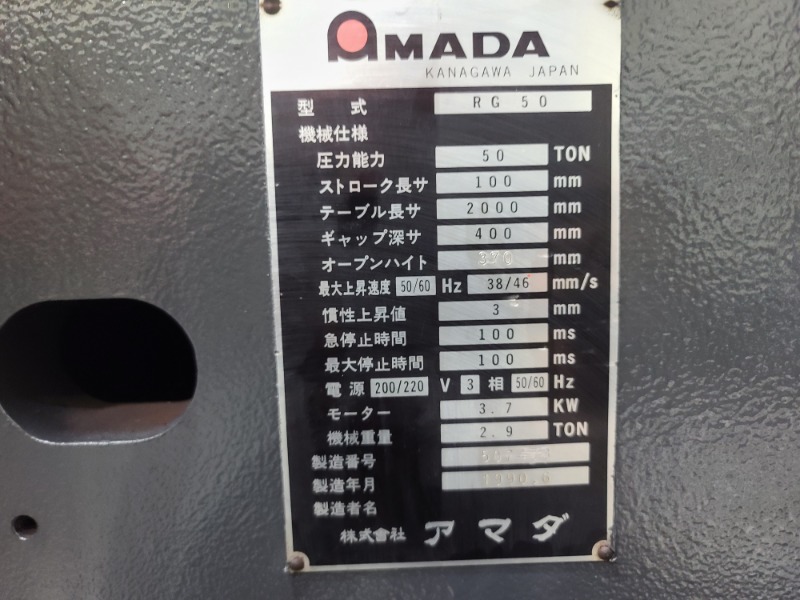 AMADA
KANAGAWA JAPAN
型式 RG 50
機械仕様
圧力能力 50 TON
ストローク長サ 100 mm
テーブル長サ 2000 mm
ギャップ深サ 400 mm
オープンハイト mm
最大上昇速度 50/60 Hz 38/46 mm/s
慣性上昇値 3 mm
急停止時間 100 ms
最大停止時間 100 ms
電源 200/220 V 3 相 50/60 Hz
モーター 3.7 KW
機械重量 2.9 TON
製造番号
製造年月
製造者名
株式會社 アマダ